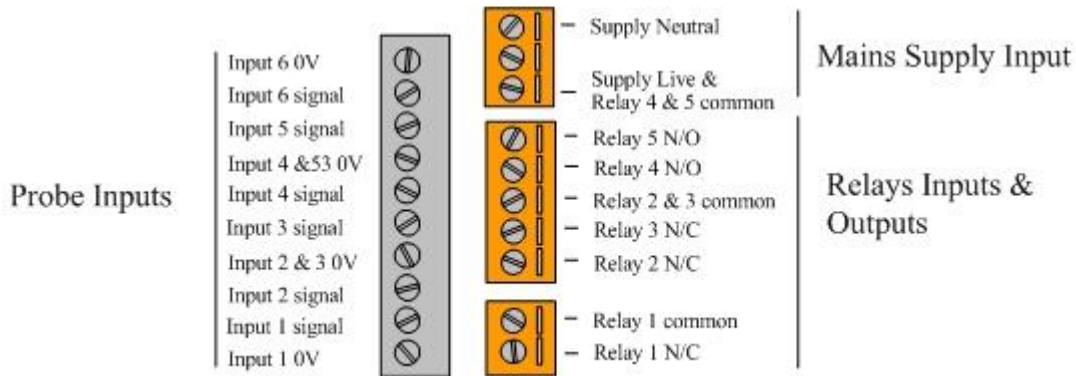 Probe Inputs
Input 6 0V
Input 6 signal
Input 5 signal
Input 4 &53 0V
Input 4 signal
Input 3 signal
Input 2 & 3 0V
Input 2 signal
Input 1 signal
Input 1 0V
Supply Neutral
Supply Live &
Relay 4 & 5 common
Mains Supply Input
Relay 5 N/O
Relay 4 N/O
Relay 2 & 3 common
Relay 3 N/C
Relay 2 N/C
Relay 1 common
Relay 1 N/C
Relays Inputs &
Outputs